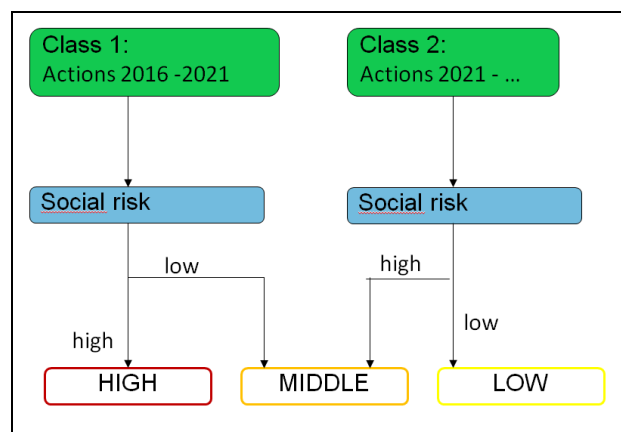 Class 1:
Actions 2016 -2021
Class 2:
Actions 2021 - ...
Social risk
Social risk
low
high
high
low
HIGH
MIDDLE
LOW